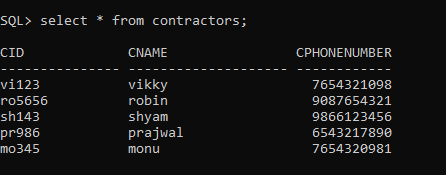 SQL> select * from contractors;
CID CNAME CPHONENUMBER
--------------- -------------------- ------------
vi123 vikky 7654321098
ro5656 robin 9087654321
sh143 shyam 9866123456
pr986 prajwal 6543217890
mo345 monu 7654320981